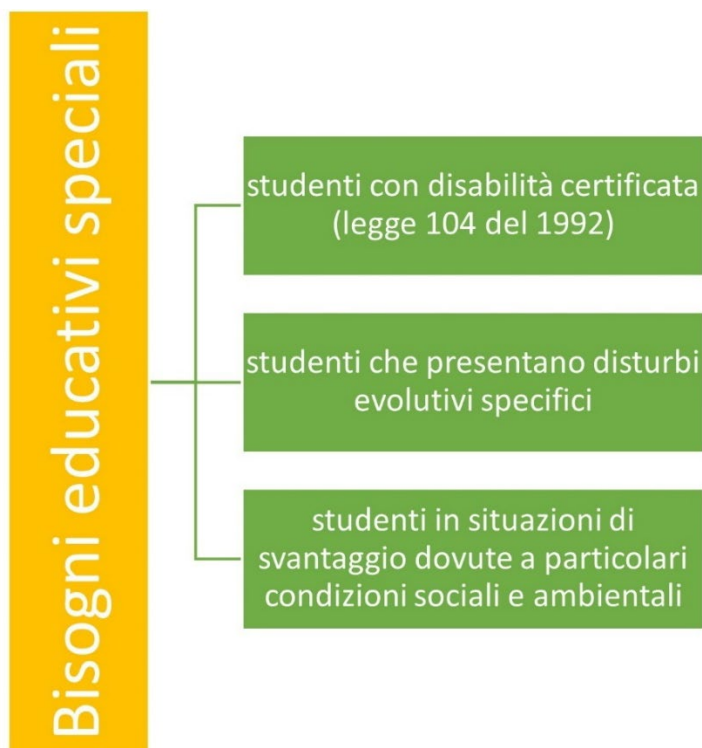 Bisogni educativi speciali
studenti con disabilità certificata
(legge 104 del 1992)
studenti che presentano disturbi
evolutivi specifici
studenti in situazioni di
svantaggio dovute a particolari
condizioni sociali e ambientali